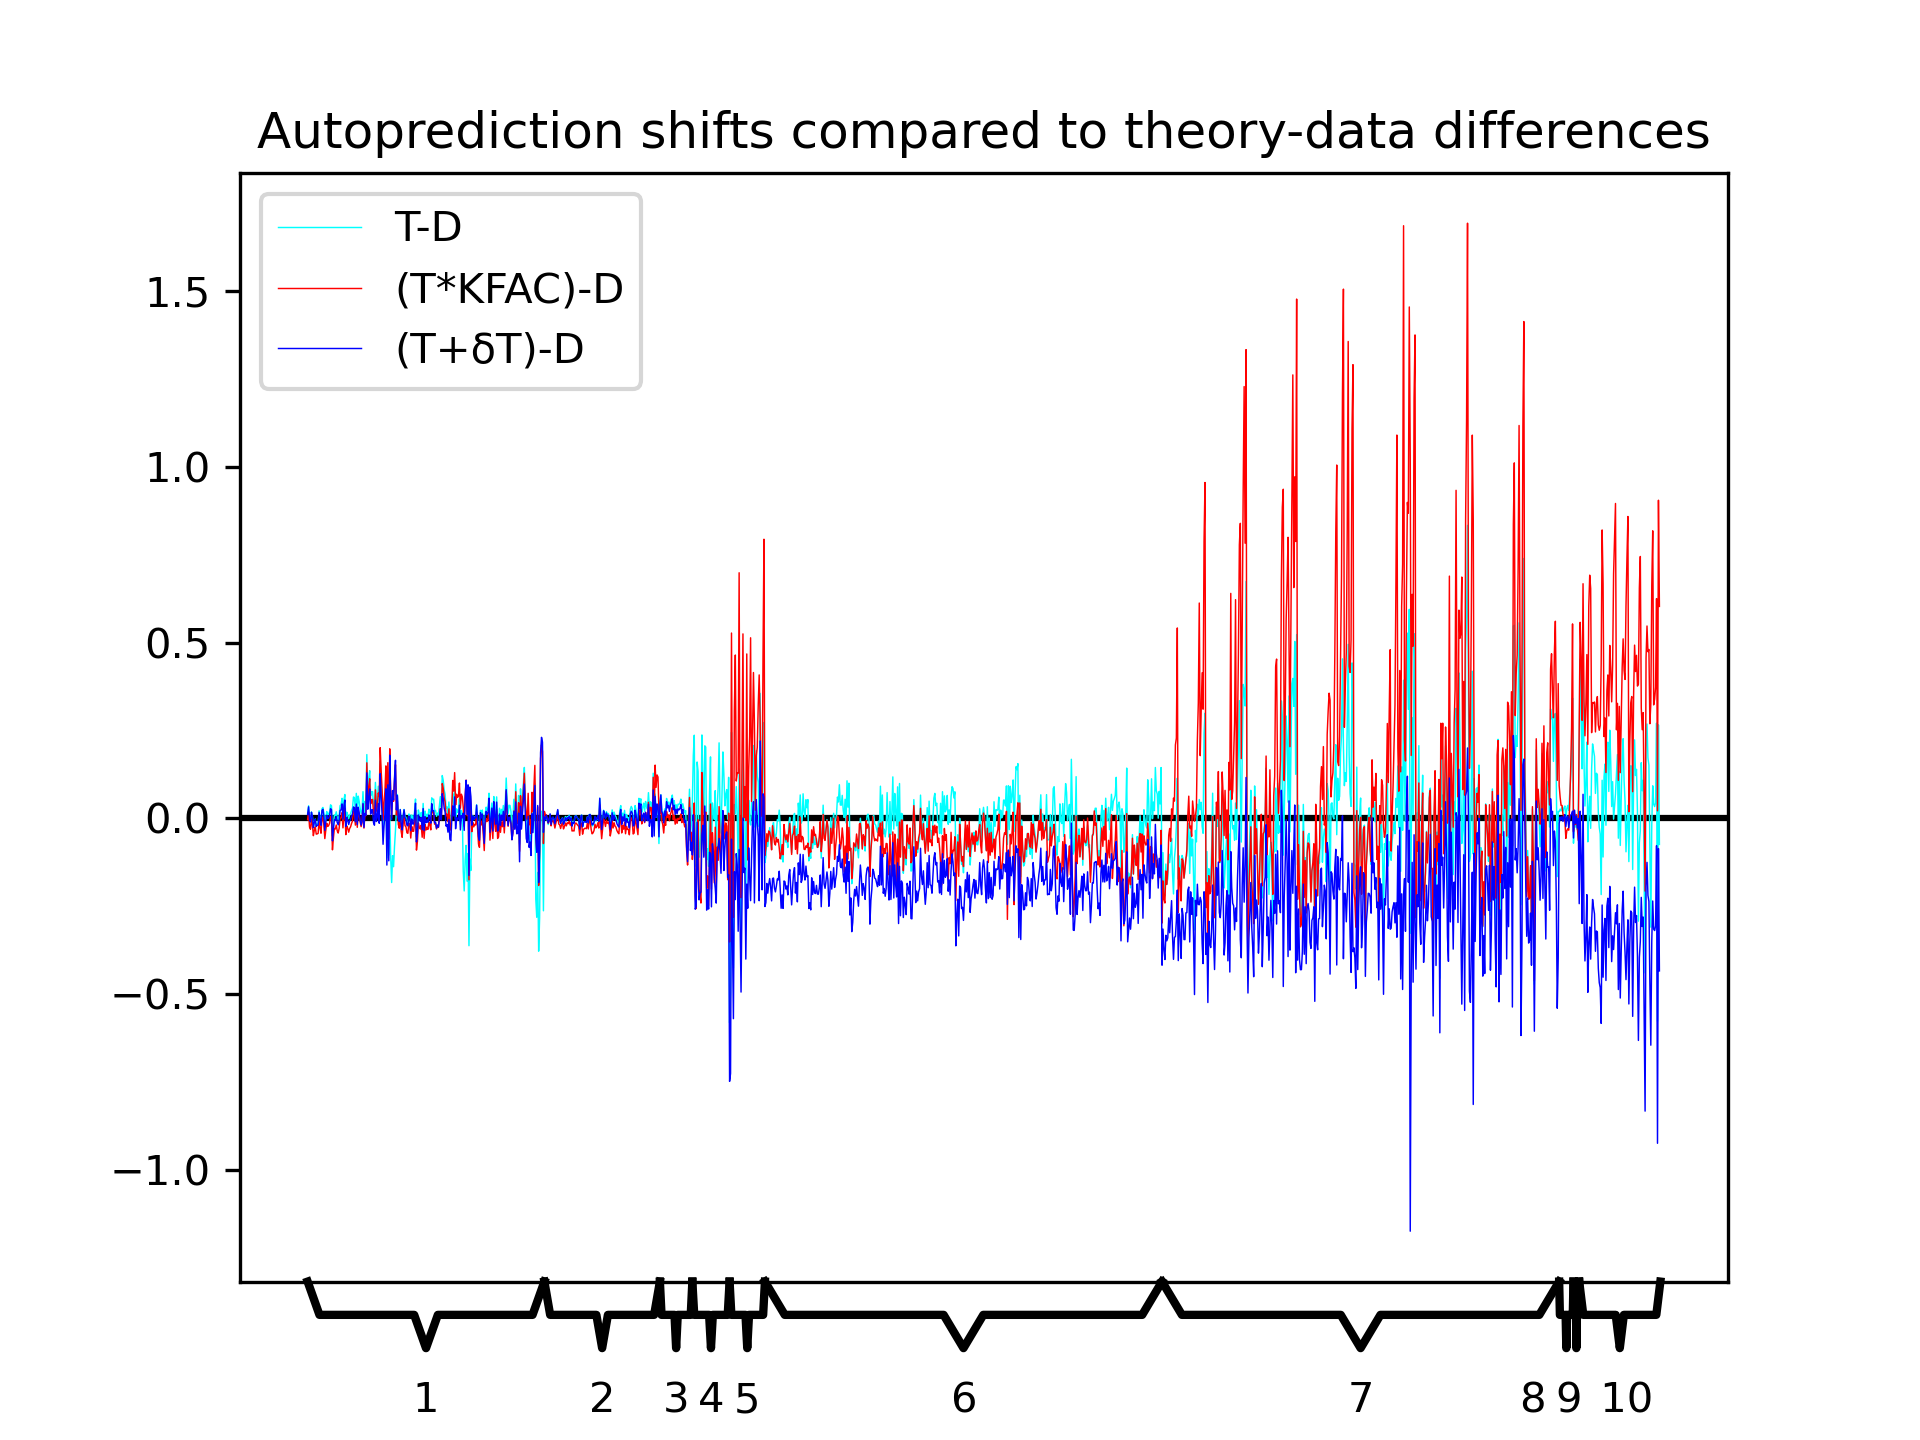 Autoprediction shifts compared to theory-data differences
T-D
(T*KFAC)-D
(T+δT)-D
1.5
1.0
0.5
0.0
−0.5
−1.0
1 2 3 4 5 6 7 8 9 10